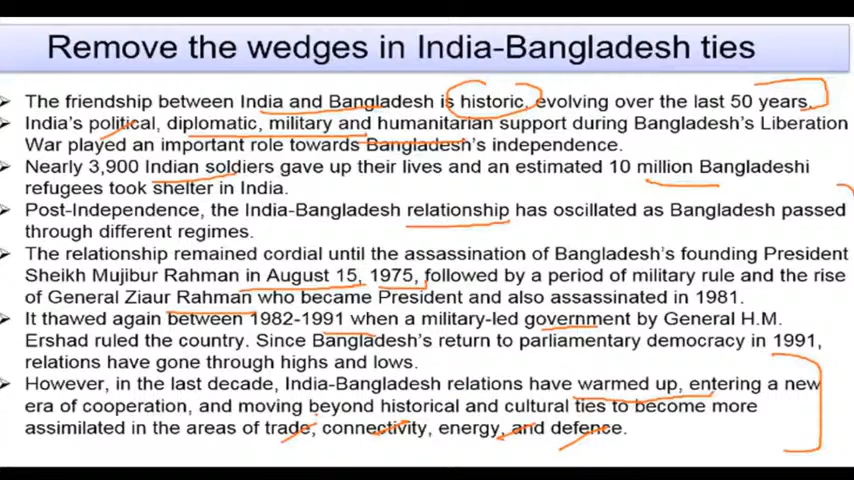 Remove the wedges in India-Bangladesh ties
The friendship between India and Bangladesh is historic, evolving over the last 50 years.
India's political, diplomatic, military and humanitarian support during Bangladesh's Liberation
War played an important role towards Bangladesh's independence.
Nearly 3,900 Indian soldiers gave up their lives and an estimated 10 million Bangladeshi
refugees took shelter in India.
Post-Independence, the India-Bangladesh relationship has oscillated as Bangladesh passed
through different regimes.
The relationship remained cordial until the assassination of Bangladesh's founding President
Sheikh Mujibur Rahman in August 15, 1975, followed by a period of military rule and the rise
of General Ziaur Rahman who became President and also assassinated in 1981.
It thawed again between 1982-1991 when a military-led government by General H.M.
Ershad ruled the country. Since Bangladesh's return to parliamentary democracy in 1991,
relations have gone through highs and lows.
However, in the last decade, India-Bangladesh relations have warmed up, entering a new
era of cooperation, and moving beyond historical and cultural ties to become more
assimilated in the areas of trade, connectivity, energy, and defence.